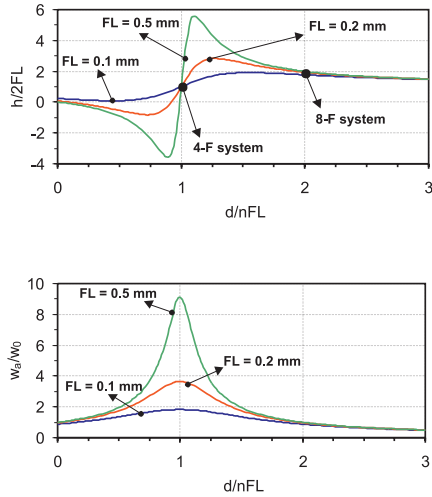 6
4
2
0
-2
-4
h/2FL
FL = 0.5 mm
FL = 0.2 mm
FL = 0.1 mm
4-F system
8-F system
0
1
2
3
d/nFL
10
8
6
4
2
0
wa/w0
FL = 0.5 mm
FL = 0.2 mm
FL = 0.1 mm
0
1
2
3
d/nFL